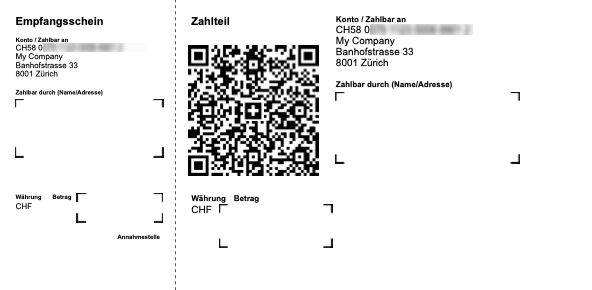 Empfangsschein
Konto / Zahlbar an
CH58 0
My Company
Banhofstrasse 33
8001 Zürich
Zahlbar durch (Name/Adresse)
Währung Betrag
CHF
Annahmestelle
Zahlteil
Währung Betrag
CHF
Konto / Zahlbar an
CH58 0
My Company
Banhofstrasse 33
8001 Zürich
Zahlbar durch (Name/Adresse)